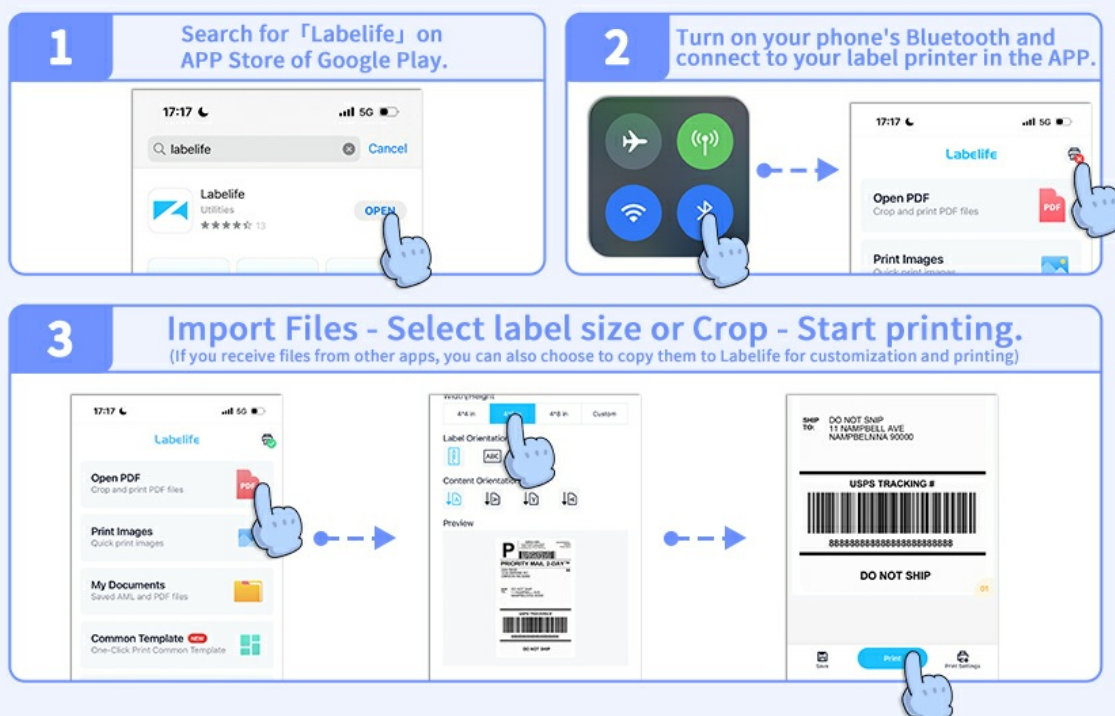 1
Search for「Labelife」on
APP Store of Google Play.
17:17
5G
labelife
Cancel
Labelife
Utilities
13
OPEN
2
Turn on your phone's Bluetooth and
connect to your label printer in the APP.
17:17
5G
Labelife
Open PDF
Crop and print PDF files
PDF
Print Images
Quick print images
3
Import Files - Select label size or Crop - Start printing.
(If you receive files from other apps, you can also choose to copy them to Labelife for customization and printing)
17:17
5G
Labelife
Open PDF
Crop and print PDF files
PDF
Print Images
Quick print images
My Documents
Saved AML and PDF files
Common Template NEW
One-Click Print Common Template
Width/Height
4*4 in
4*8 in
Custom
Label Orientation
ABC
Content Orientation
Preview
P
PRIORITY MAIL 2-DAY™
USPS TRACKING #
DO NOT SHIP
SHIP TO:
DO NOT SNIP
11 NAMPBELL AVE
NAMPBELNNA 90000
USPS TRACKING #
88888888888888888888888
DO NOT SHIP
01
Save
Print
Print Settings